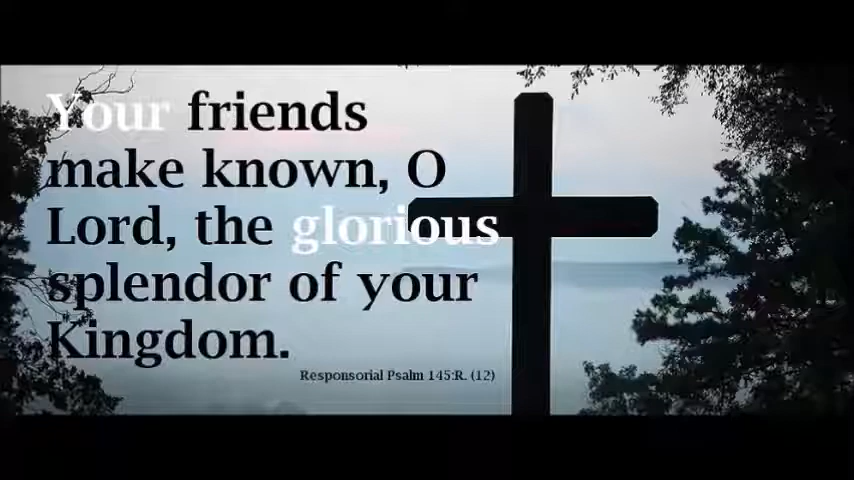 Your friends
make known, O
Lord, the glorious
splendor of your
Kingdom.
Responsorial Psalm 145:R. (12)